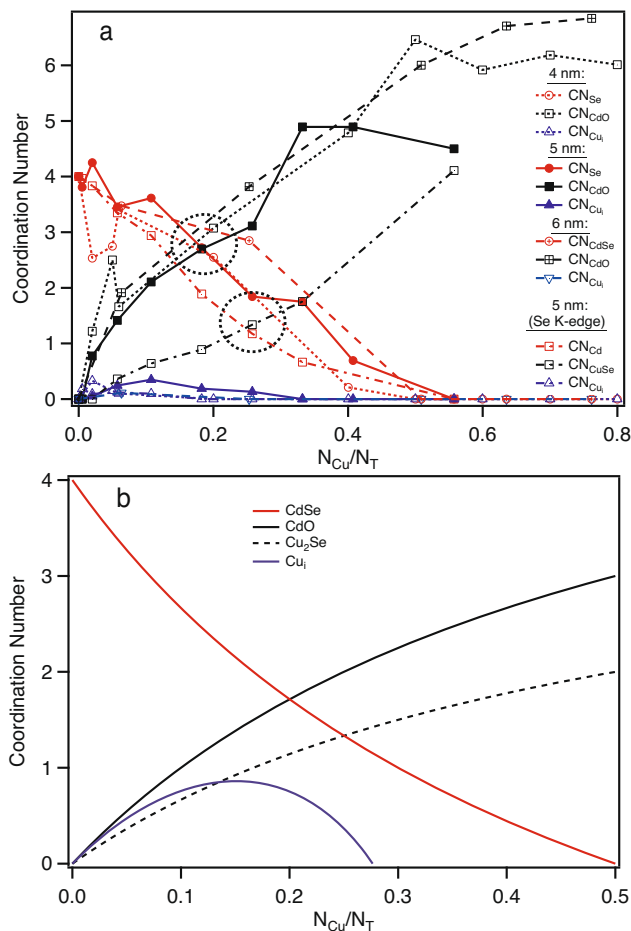 a
6
5
4
3
2
1
0
Coordination Number
4 nm:
CNSe
CNCdO
CNCui
5 nm:
CNSe
CNCdO
CNCui
6 nm:
CNCdSe
CNCdO
CNCui
5 nm:
(Se K-edge)
CNCd
CNCuSe
CNCui
0.0 0.2 0.4 0.6 0.8
NCu/NT
b
4
3
2
1
0
Coordination Number
CdSe
CdO
Cu2Se
Cui
0.0 0.1 0.2 0.3 0.4 0.5
NCu/NT